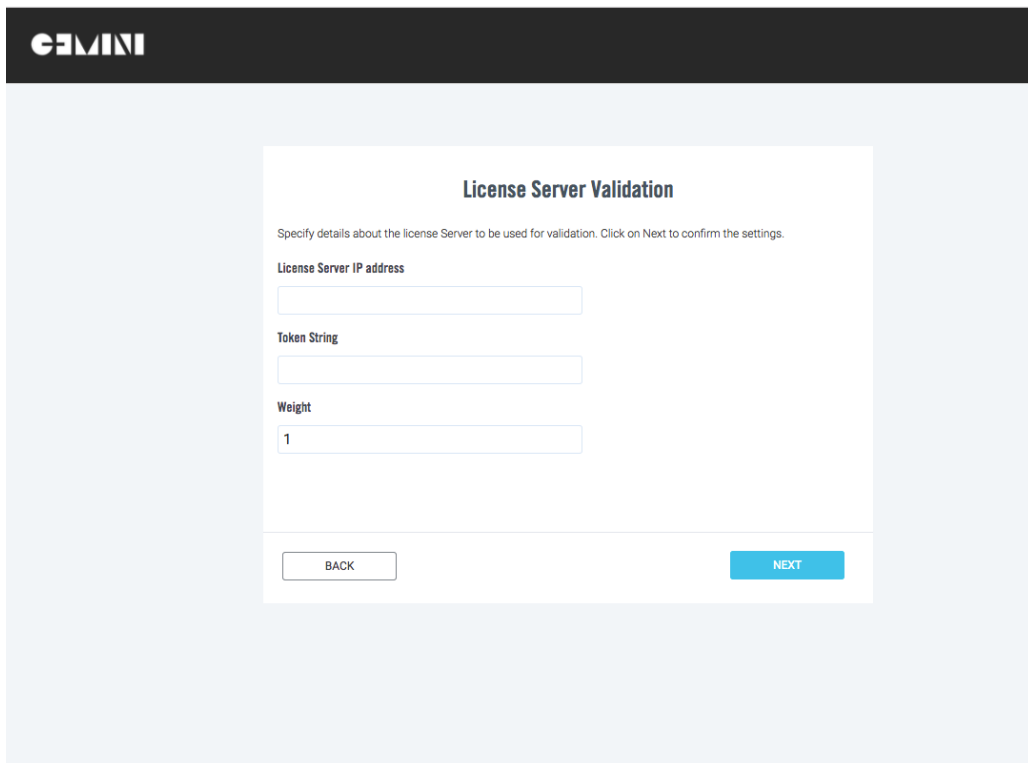 GEMINI
License Server Validation
Specify details about the license Server to be used for validation. Click on Next to confirm the settings.
License Server IP address
Token String
Weight
1
BACK
NEXT